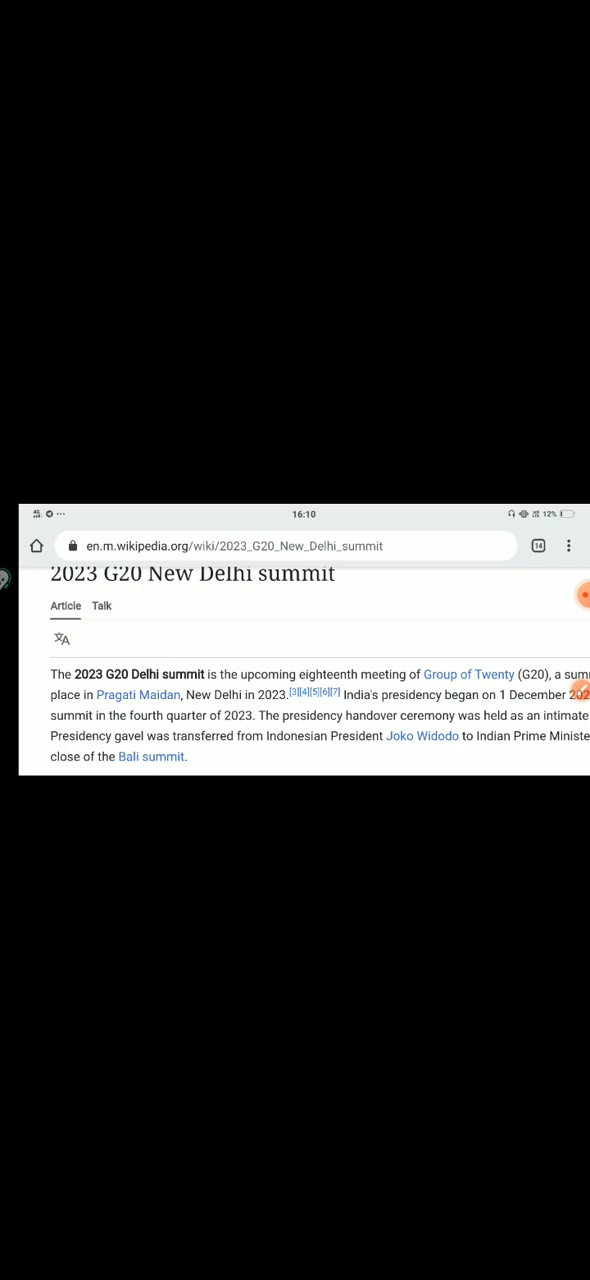 16:10
12%
en.m.wikipedia.org/wiki/2023_G20_New_Delhi_summit
14
2023 G20 New Delhi summit
Article Talk
The 2023 G20 Delhi summit is the upcoming eighteenth meeting of Group of Twenty (G20), a
place in Pragati Maidan, New Delhi in 2023.[3][4][5][6][7] India's presidency began on 1 December
summit in the fourth quarter of 2023. The presidency handover ceremony was held as an intimate
Presidency gavel was transferred from Indonesian President Joko Widodo to Indian Prime
close of the Bali summit.